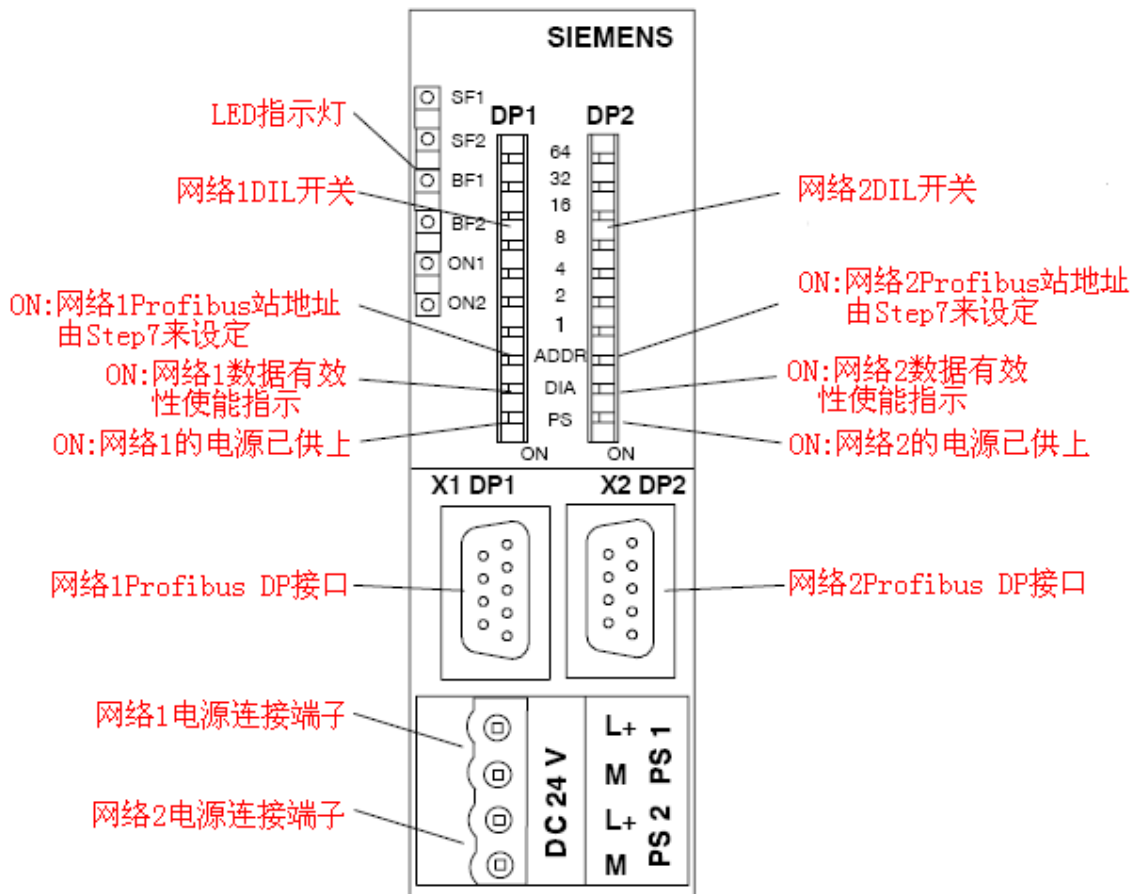 SIEMENS
SF1
SF2
BF1
BF2
ON1
ON2
DP1
DP2
64
32
16
8
4
2
1
ADDR
DIA
PS
ON
ON
LED指示灯
网络1DIL开关
ON:网络1Profibus站地址
由Step7来设定
ON:网络1数据有效
性使能指示
ON:网络1的电源已供上
网络2DIL开关
ON:网络2Profibus站地址
由Step7来设定
ON:网络2数据有效
性使能指示
ON:网络2的电源已供上
X1 DP1
X2 DP2
网络1Profibus DP接口
网络2Profibus DP接口
网络1电源连接端子
网络2电源连接端子
DC 24 V
L+
M
L+
M
PS 1
PS 2